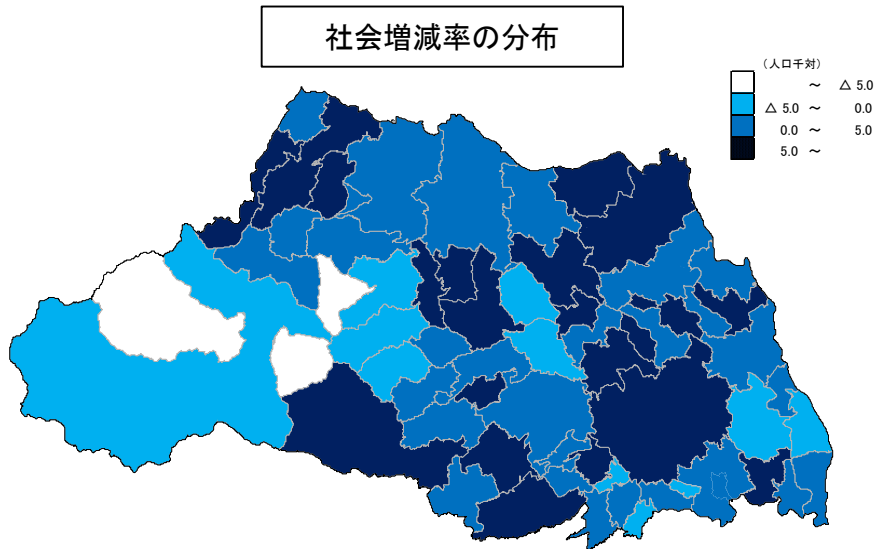 社会増減率の分布
（人口千対）
～ △ 5.0
△ 5.0 ～ 0.0
0.0 ～ 5.0
5.0 ～